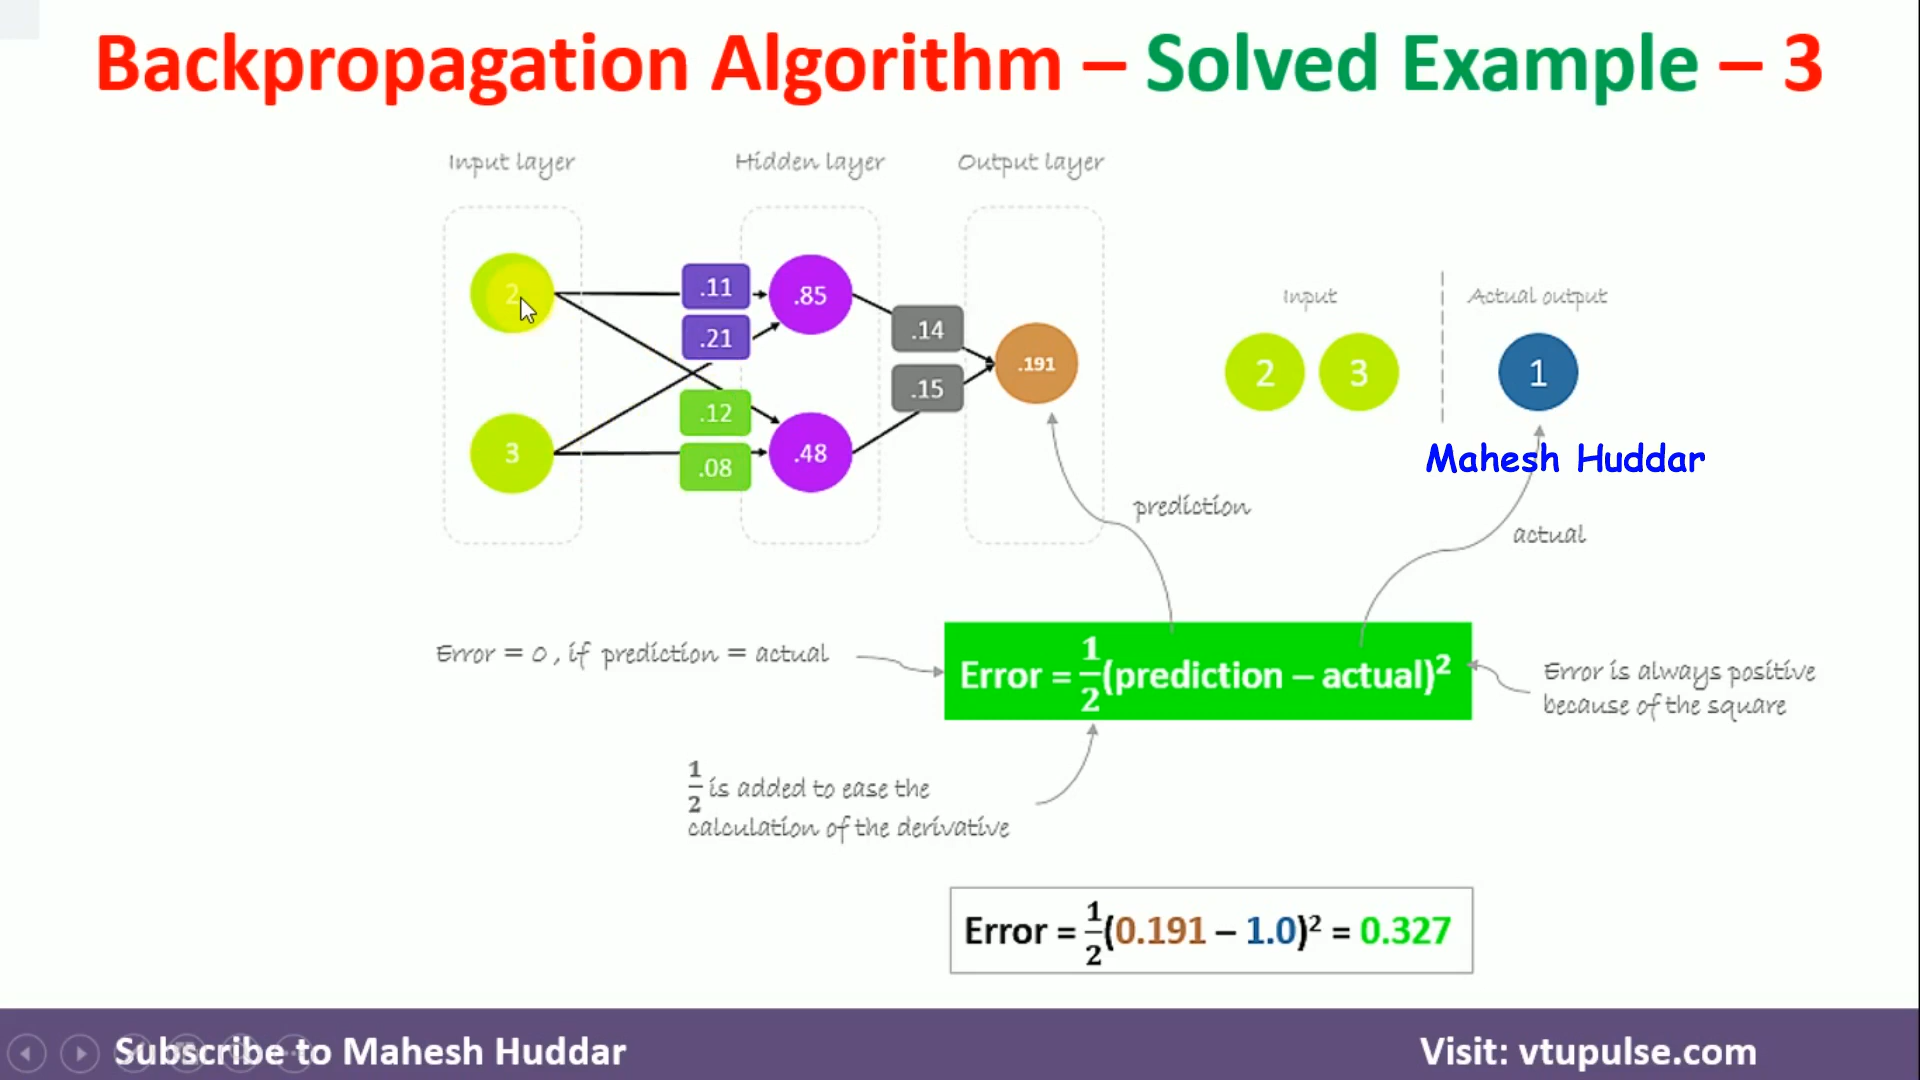 Backpropagation Algorithm – Solved Example – 3
Input layer
Hidden layer
Output layer
2
3
.11
.21
.12
.08
.85
.48
.14
.15
.191
Input
Actual output
2
3
1
Mahesh Huddar
prediction
actual
Error = 0 , if prediction = actual
Error = 1/2(prediction – actual)²
Error is always positive
because of the square
1/2 is added to ease the
calculation of the derivative
Error = 1/2(0.191 – 1.0)² = 0.327
Subscribe to Mahesh Huddar
Visit: vtupulse.com